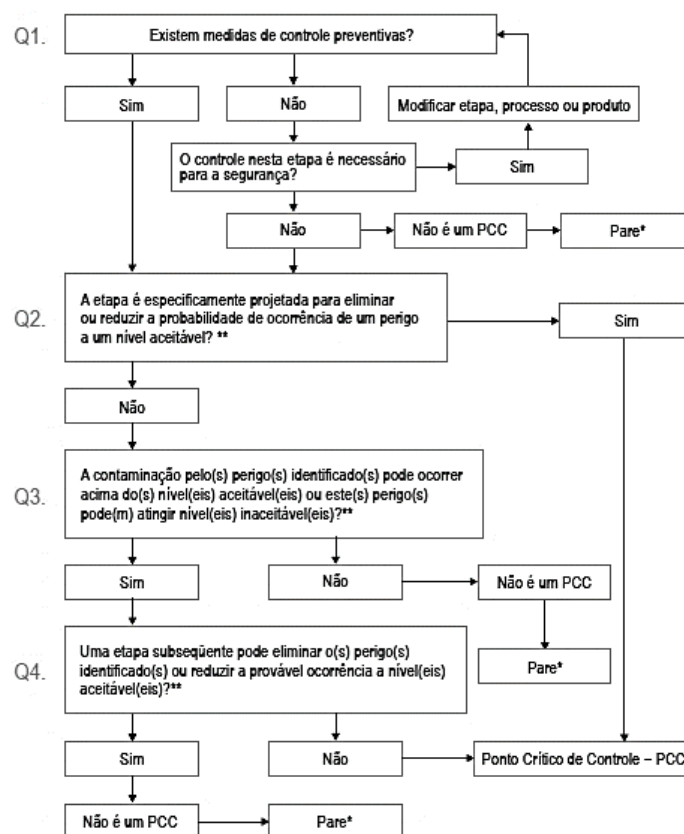 Q1.
Existem medidas de controle preventivas?
Sim
Não
Modificar etapa, processo ou produto
O controle nesta etapa é necessário
para a segurança?
Sim
Não
Não é um PCC
Pare*
Q2.
A etapa é especificamente projetada para eliminar
ou reduzir a probabilidade de ocorrência de um perigo
a um nível aceitável? **
Sim
Não
Q3.
A contaminação pelo(s) perigo(s) identificado(s) pode ocorrer
acima do(s) nível(eis) aceitável(eis) ou este(s) perigo(s)
pode(m) atingir nível(eis) inaceitável(eis)?**
Sim
Não
Não é um PCC
Pare*
Q4.
Uma etapa subseqüente pode eliminar o(s) perigo(s)
identificado(s) ou reduzir a provável ocorrência a nível(eis)
aceitável(eis)?**
Sim
Não
Ponto Crítico de Controle – PCC
Não é um PCC
Pare*